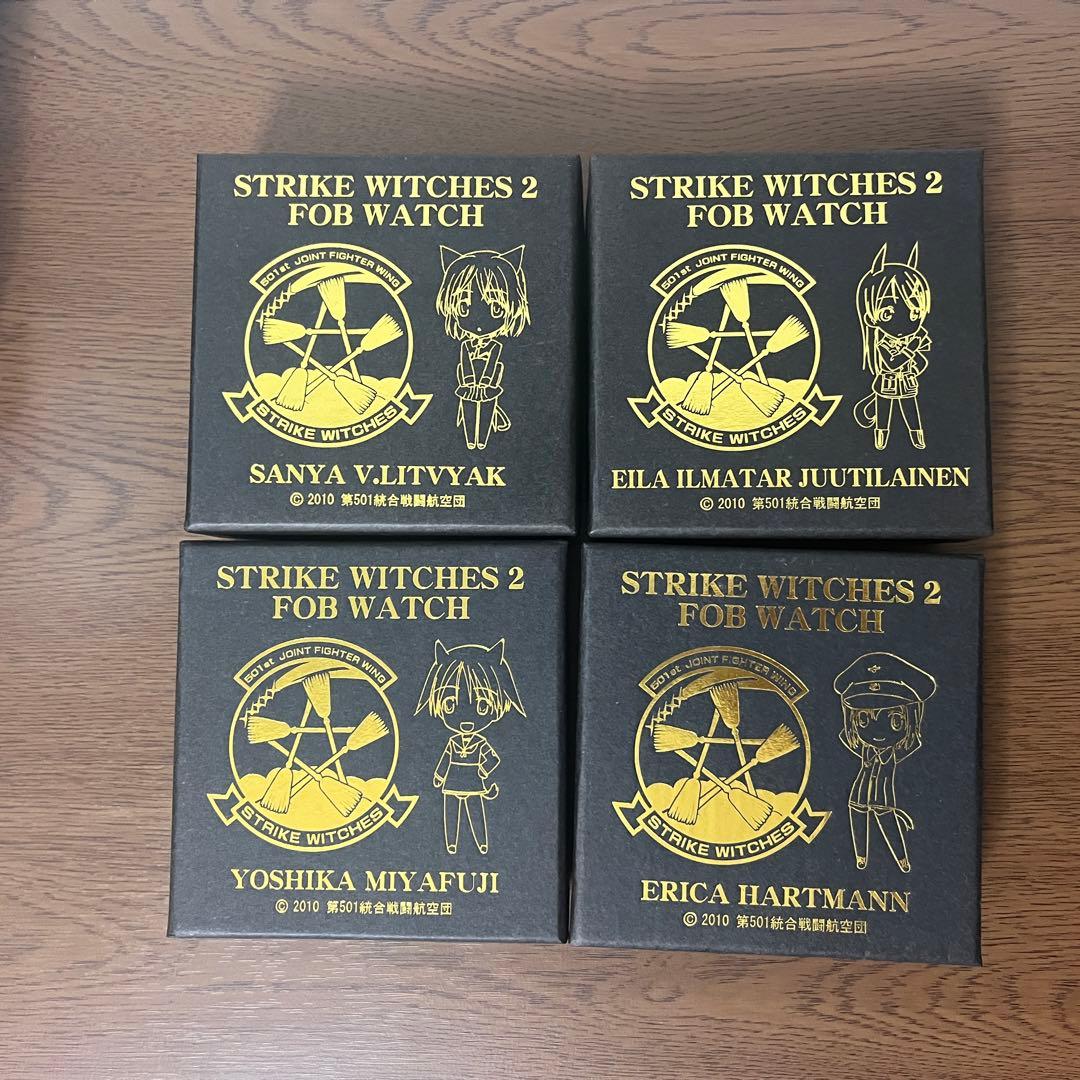 STRIKE WITCHES 2
FOB WATCH
501st JOINT FIGHTER WING
STRIKE WITCHES
SANYA V.LITVYAK
© 2010 第501統合戦闘航空団
STRIKE WITCHES 2
FOB WATCH
501st JOINT FIGHTER WING
STRIKE WITCHES
EILA ILMATAR JUUTILAINEN
© 2010 第501統合戦闘航空団
STRIKE WITCHES 2
FOB WATCH
501st JOINT FIGHTER WING
STRIKE WITCHES
YOSHIKA MIYAFUJI
© 2010 第501統合戦闘航空団
STRIKE WITCHES 2
FOB WATCH
501st JOINT FIGHTER WING
STRIKE WITCHES
ERICA HARTMANN
© 2010 第501統合戦闘航空団